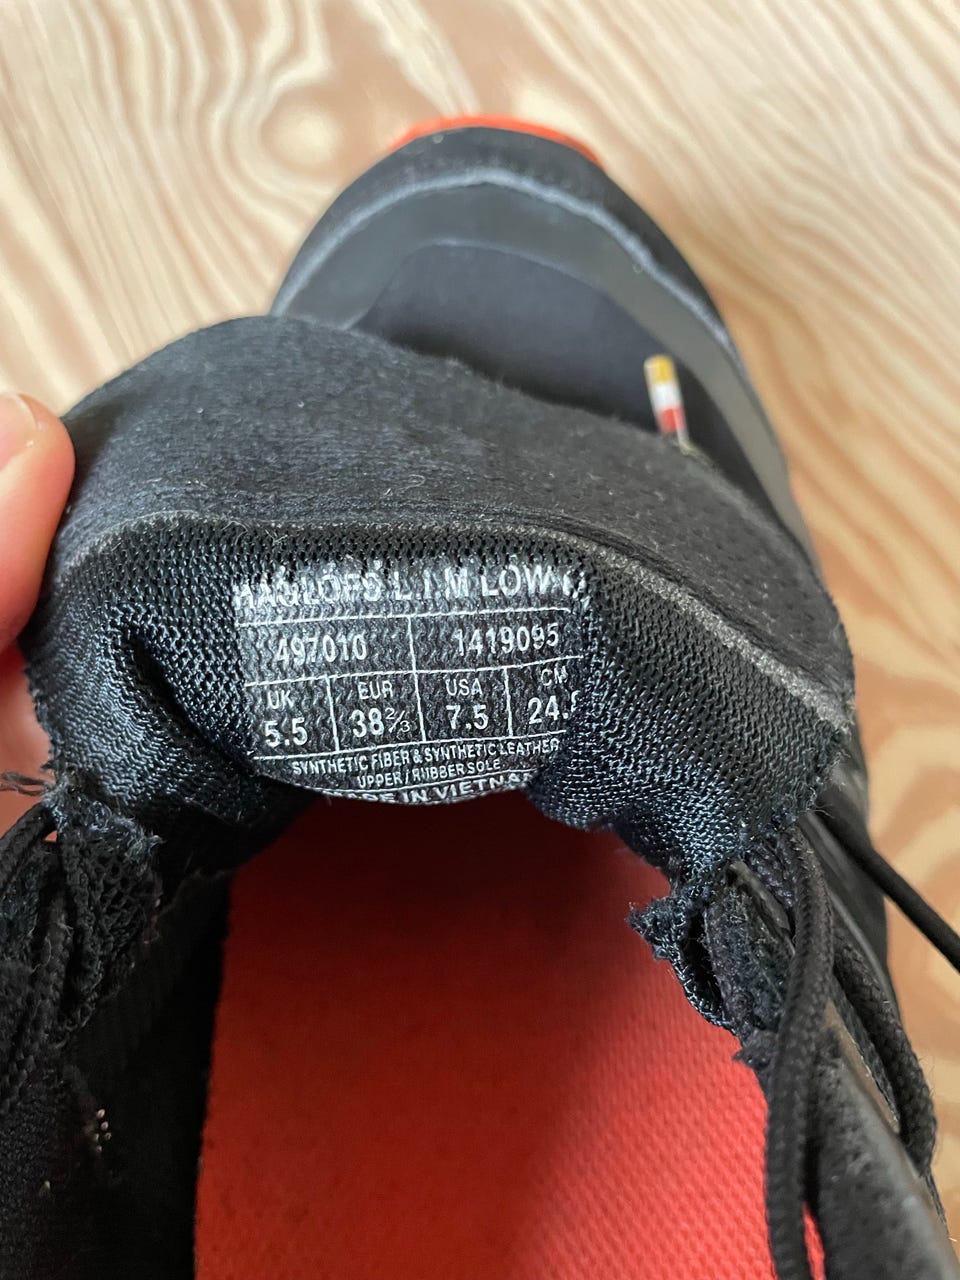 HAGLÖFS L.I.M LOW
497010 1419095
UK EUR USA CM
5.5 38⅔ 7.5 24.
SYNTHETIC FIBER & SYNTHETIC LEATHER
UPPER/RUBBER SOLE
IN